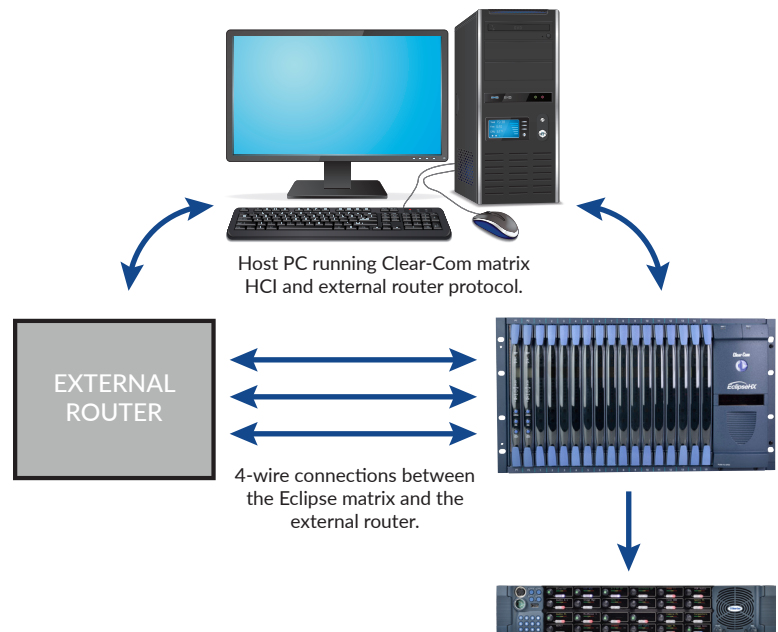 Host PC running Clear-Com matrix
HCI and external router protocol.
EXTERNAL
ROUTER
Clear-Com
EclipseHX
4-wire connections between
the Eclipse matrix and the
external router.